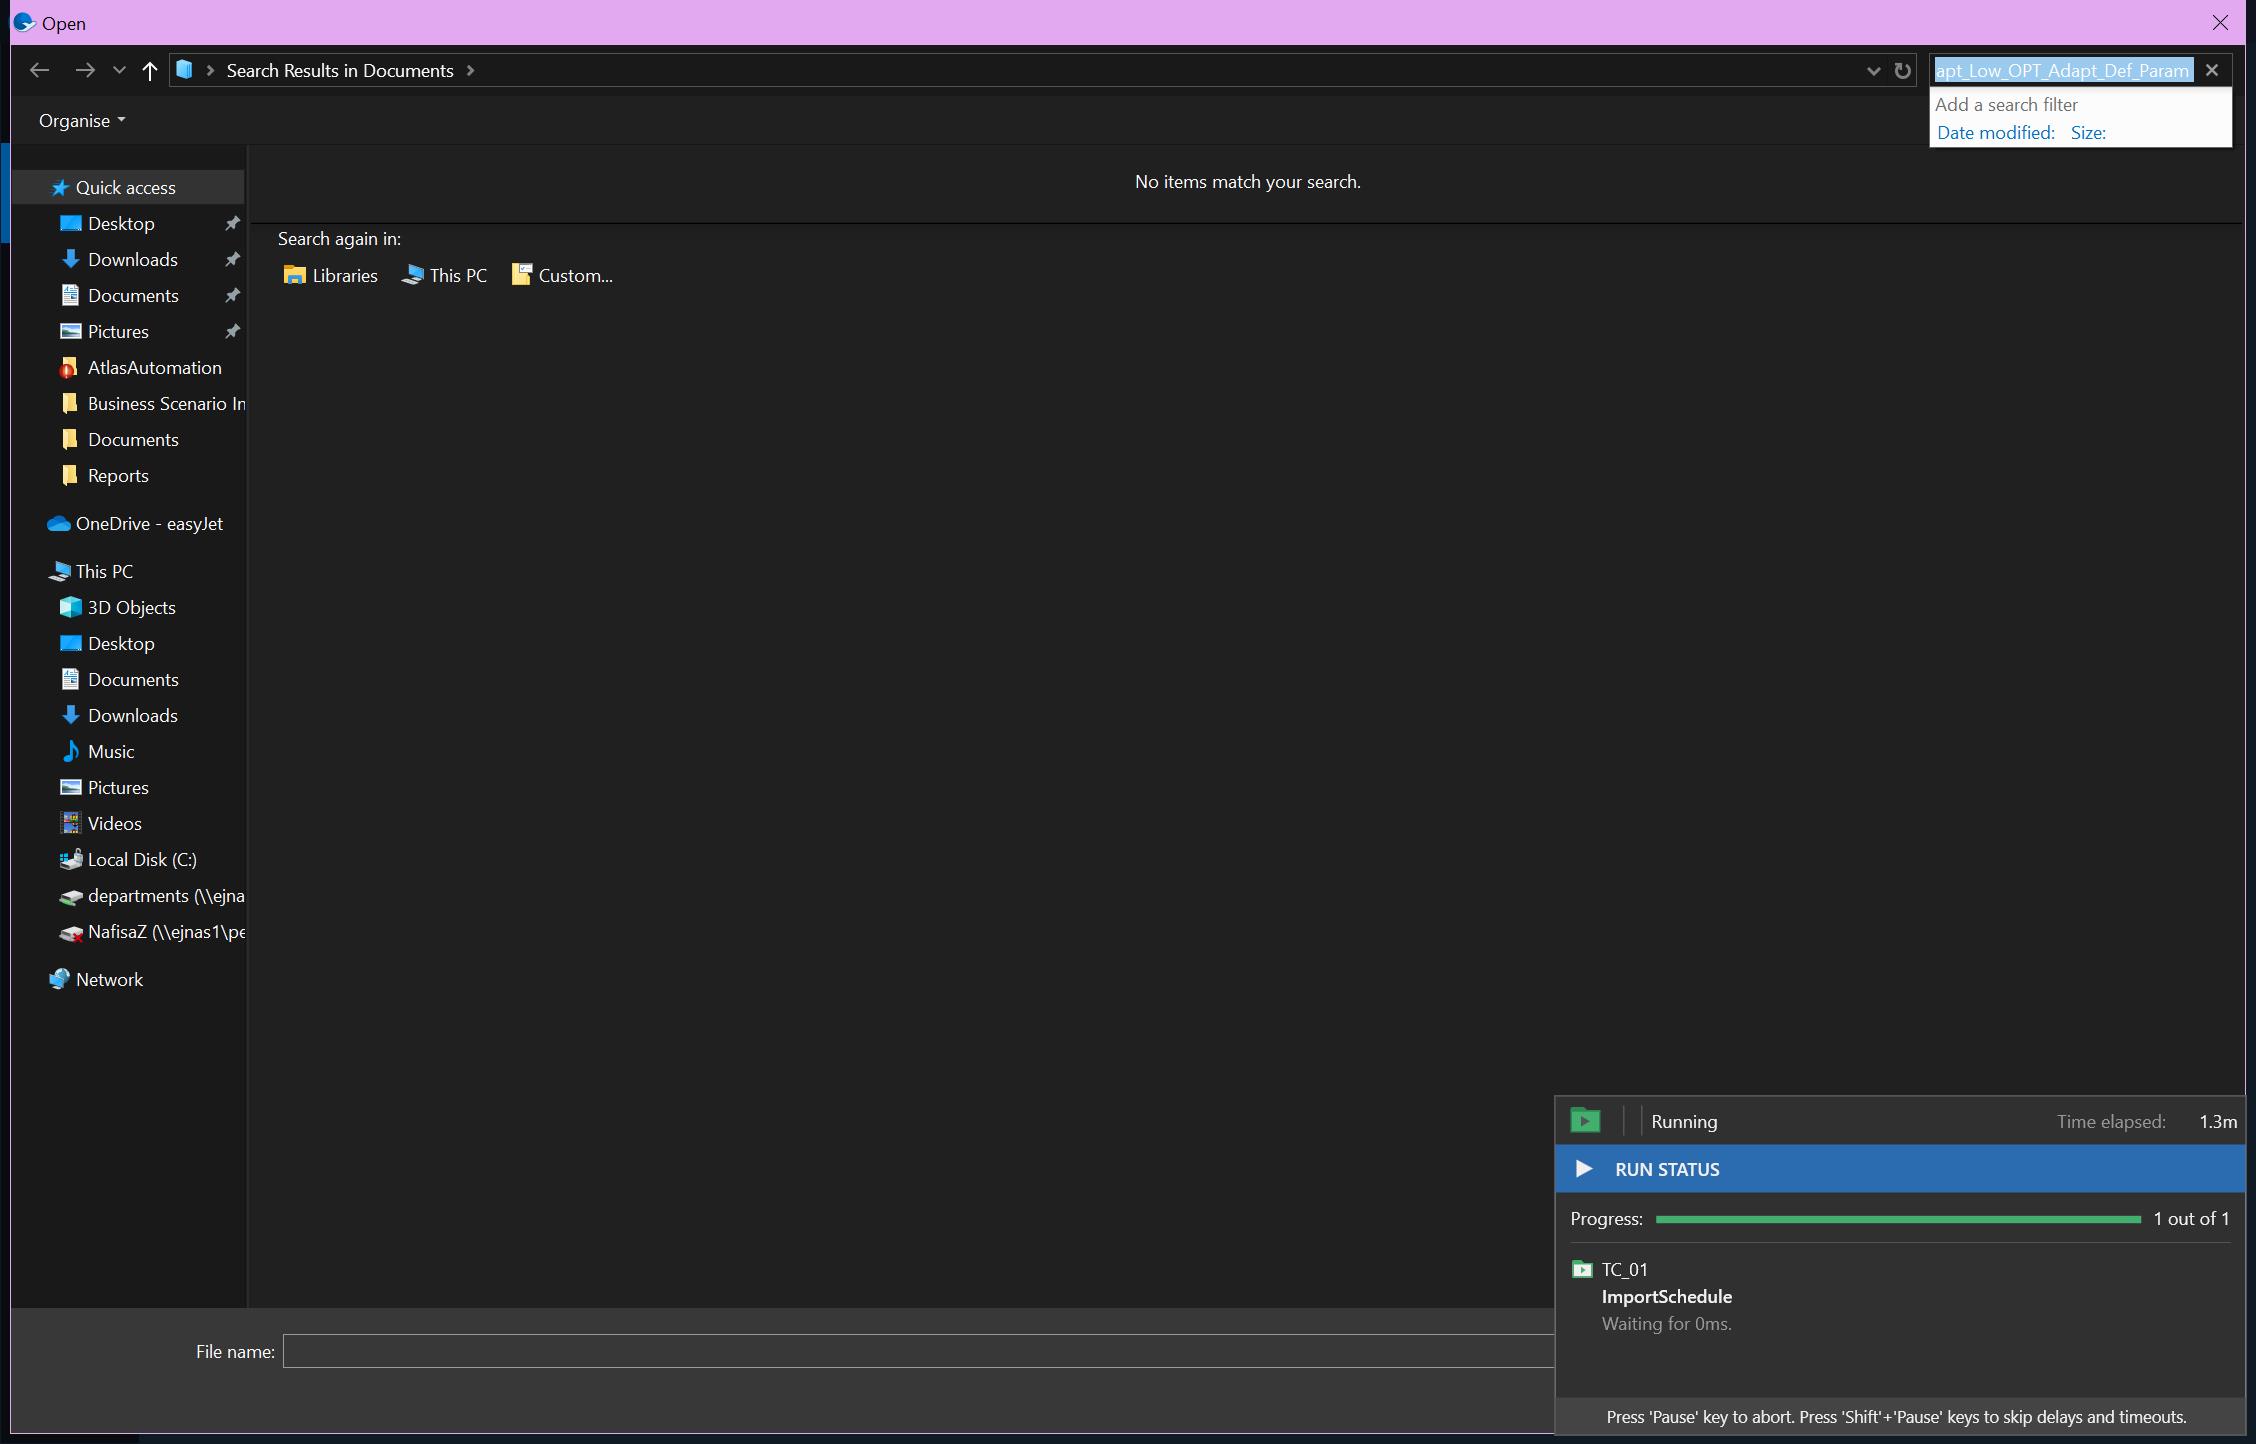 Open
Search Results in Documents
apt_Low_OPT_Adapt_Def_Param
Add a search filter
Date modified: Size:
Organise
No items match your search.
Search again in:
Libraries This PC Custom...
Quick access
Desktop
Downloads
Documents
Pictures
AtlasAutomation
Business Scenario In
Documents
Reports
OneDrive - easyJet
This PC
3D Objects
Desktop
Documents
Downloads
Music
Pictures
Videos
Local Disk (C:)
departments (\\ejna
NafisaZ (\\ejnas1\pe
Network
File name:
Running Time elapsed: 1.3m
RUN STATUS
Progress: 1 out of 1
TC_01
ImportSchedule
Waiting for 0ms.
Press 'Pause' key to abort. Press 'Shift'+'Pause' keys to skip delays and timeouts.